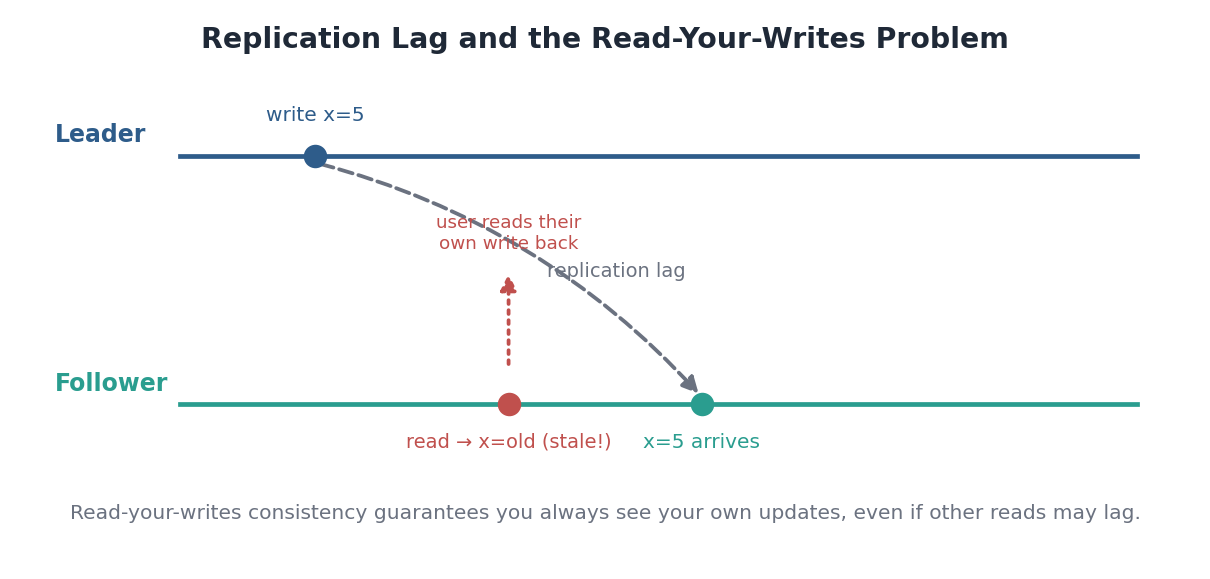 Replication Lag and the Read-Your-Writes Problem
write x=5
Leader
user reads their
own write back
replication lag
Follower
read → x=old (stale!)
x=5 arrives
Read-your-writes consistency guarantees you always see your own updates, even if other reads may lag.